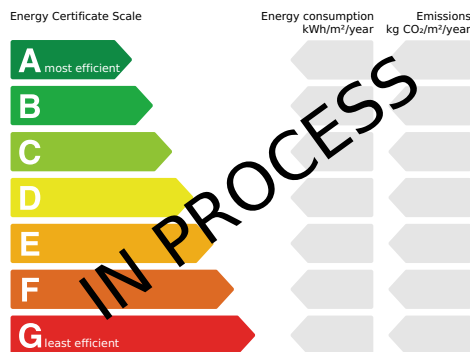 Energy Certificate Scale
Energy consumption
kWh/m²/year
Emissions
kg CO₂/m²/year
A most efficient
B
C
D
E
F
G least efficient
IN PROCESS